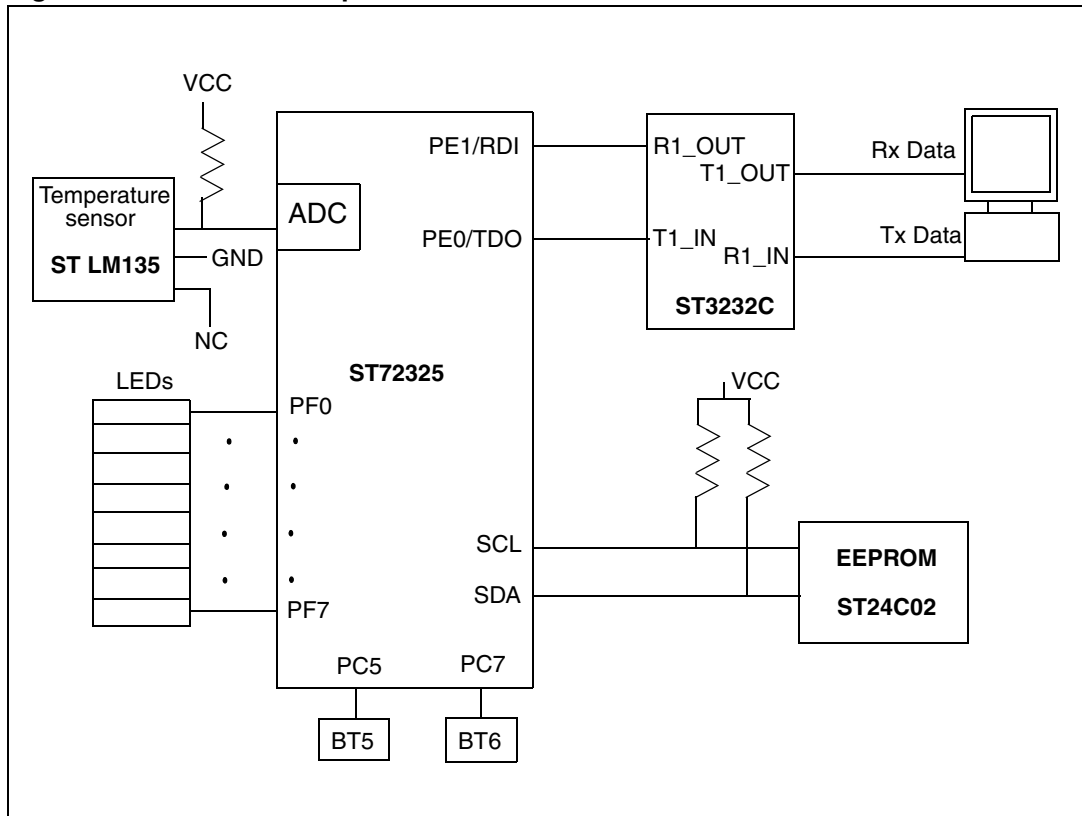 VCC
Temperature
sensor
ST LM135
GND
NC
ADC
PE1/RDI
PE0/TDO
R1_OUT
T1_OUT
T1_IN
R1_IN
ST3232C
Rx Data
Tx Data
LEDs
ST72325
PF0
PF7
VCC
SCL
SDA
EEPROM
ST24C02
PC5
PC7
BT5
BT6